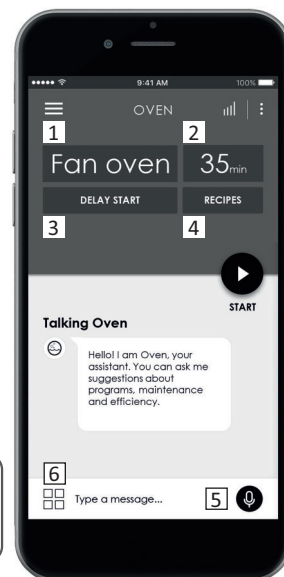 9:41 AM 100%
OVEN
1 2
Fan oven 35min
DELAY START RECIPES
3 4
START
Talking Oven
Hello! I am Oven, your
assistant. You can ask me
suggestions about
programs, maintenance
and efficiency.
6
Type a message... 5